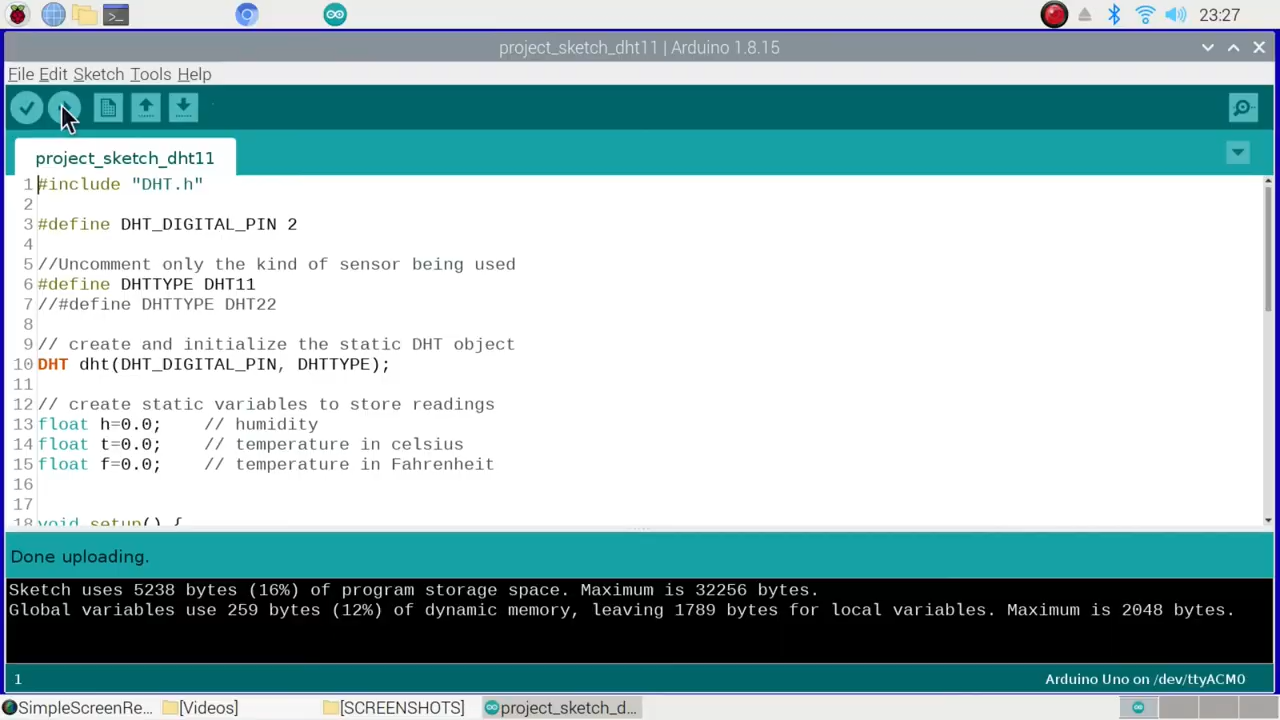 23:27
project_sketch_dht11 | Arduino 1.8.15
File Edit Sketch Tools Help
project_sketch_dht11
1 #include "DHT.h"
2
3 #define DHT_DIGITAL_PIN 2
4
5 //Uncomment only the kind of sensor being used
6 #define DHTTYPE DHT11
7 //#define DHTTYPE DHT22
8
9 // create and initialize the static DHT object
10 DHT dht(DHT_DIGITAL_PIN, DHTTYPE);
11
12 // create static variables to store readings
13 float h=0.0;    // humidity
14 float t=0.0;    // temperature in celsius
15 float f=0.0;    // temperature in Fahrenheit
16
17
18 void setup() {
Done uploading.
Sketch uses 5238 bytes (16%) of program storage space. Maximum is 32256 bytes.
Global variables use 259 bytes (12%) of dynamic memory, leaving 1789 bytes for local variables. Maximum is 2048 bytes.
1 Arduino Uno on /dev/ttyACM0
SimpleScreenRe... [Videos] [SCREENSHOTS] project_sketch_d...